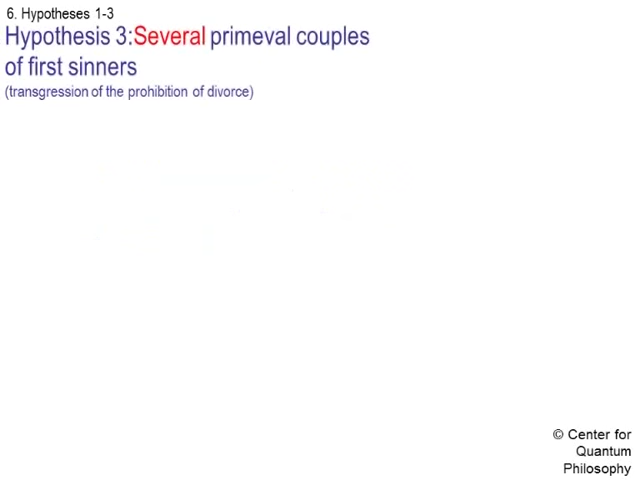 6. Hypotheses 1-3
Hypothesis 3:Several primeval couples
of first sinners
(transgression of the prohibition of divorce)
© Center for
Quantum
Philosophy